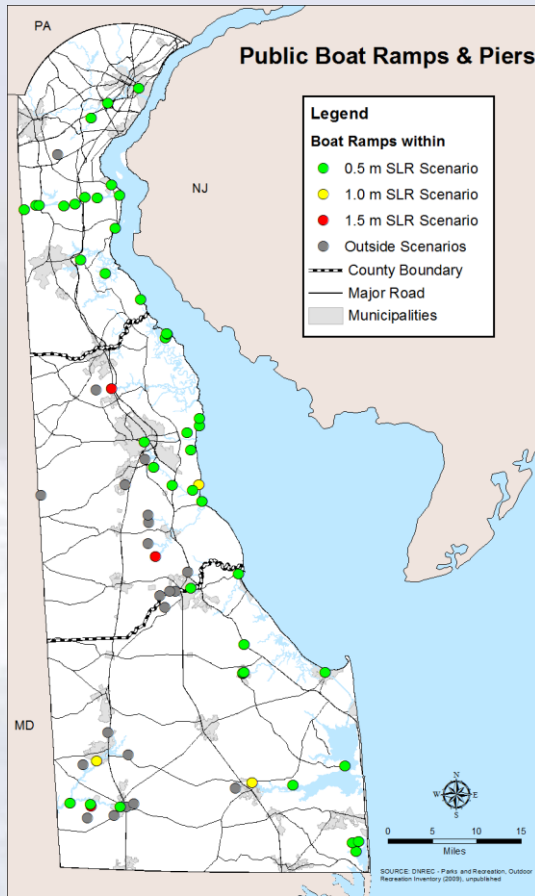 PA
Public Boat Ramps & Piers
Legend
Boat Ramps within
0.5 m SLR Scenario
1.0 m SLR Scenario
1.5 m SLR Scenario
Outside Scenarios
County Boundary
Major Road
Municipalities
NJ
MD
N
W E
S
0 5 10 15
Miles
SOURCE: DNREC - Parks and Recreation, Outdoor
Recreation Inventory (2009), unpublished